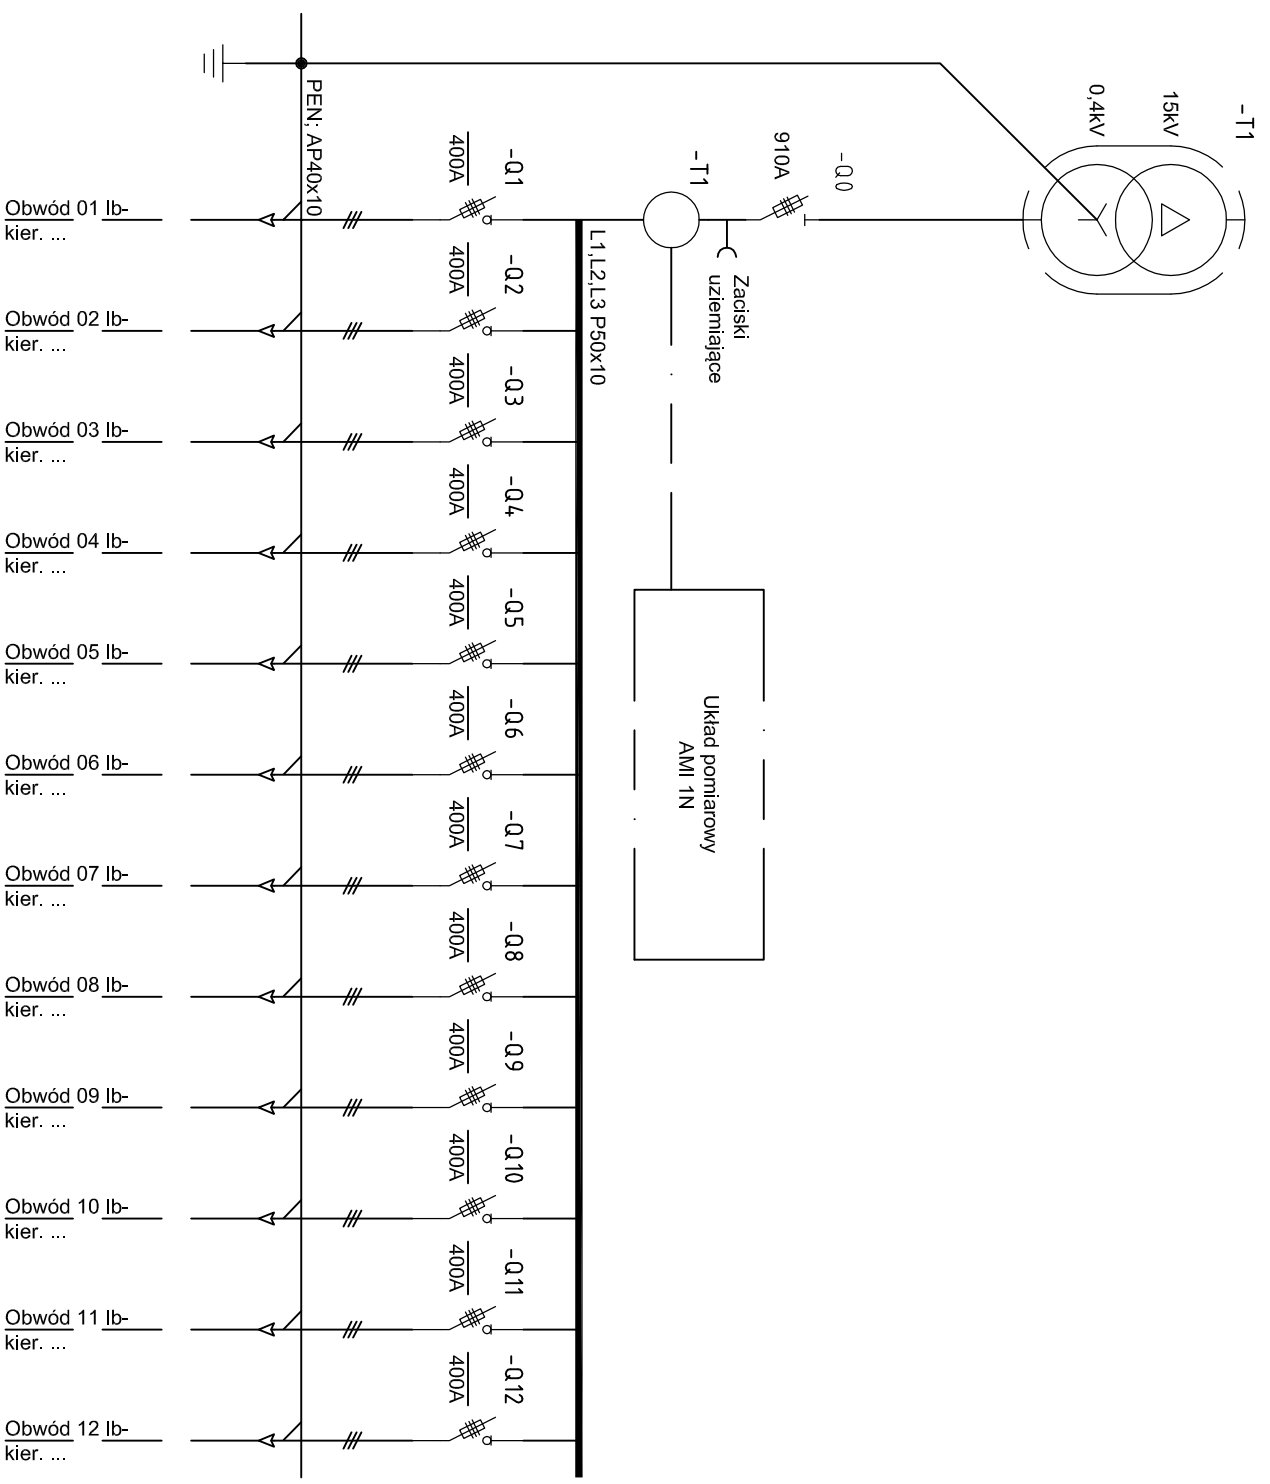 -T1
15kV
0,4kV
-Q0
910A
-T1
Zaciski
uziemiające
L1,L2,L3 P50x10
PEN; AP40x10
Układ pomiarowy
AMI 1N
-Q1
400A
Obwód 01 lb-
kier. ...
-Q2
400A
Obwód 02 lb-
kier. ...
-Q3
400A
Obwód 03 lb-
kier. ...
-Q4
400A
Obwód 04 lb-
kier. ...
-Q5
400A
Obwód 05 lb-
kier. ...
-Q6
400A
Obwód 06 lb-
kier. ...
-Q7
400A
Obwód 07 lb-
kier. ...
-Q8
400A
Obwód 08 lb-
kier. ...
-Q9
400A
Obwód 09 lb-
kier. ...
-Q10
400A
Obwód 10 lb-
kier. ...
-Q11
400A
Obwód 11 lb-
kier. ...
-Q12
400A
Obwód 12 lb-
kier. ...